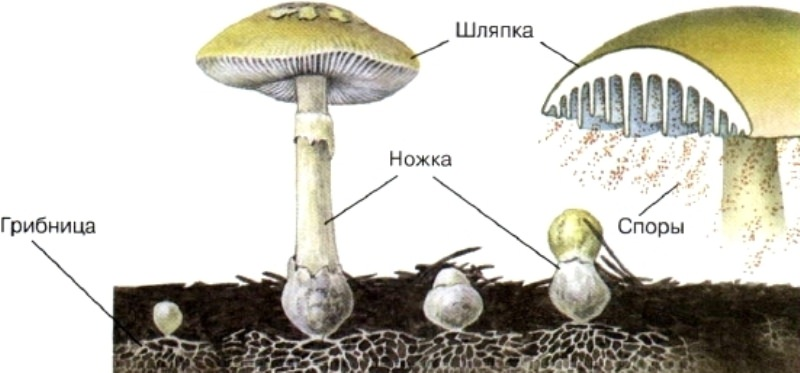 Шляпка
Ножка
Грибница
Споры